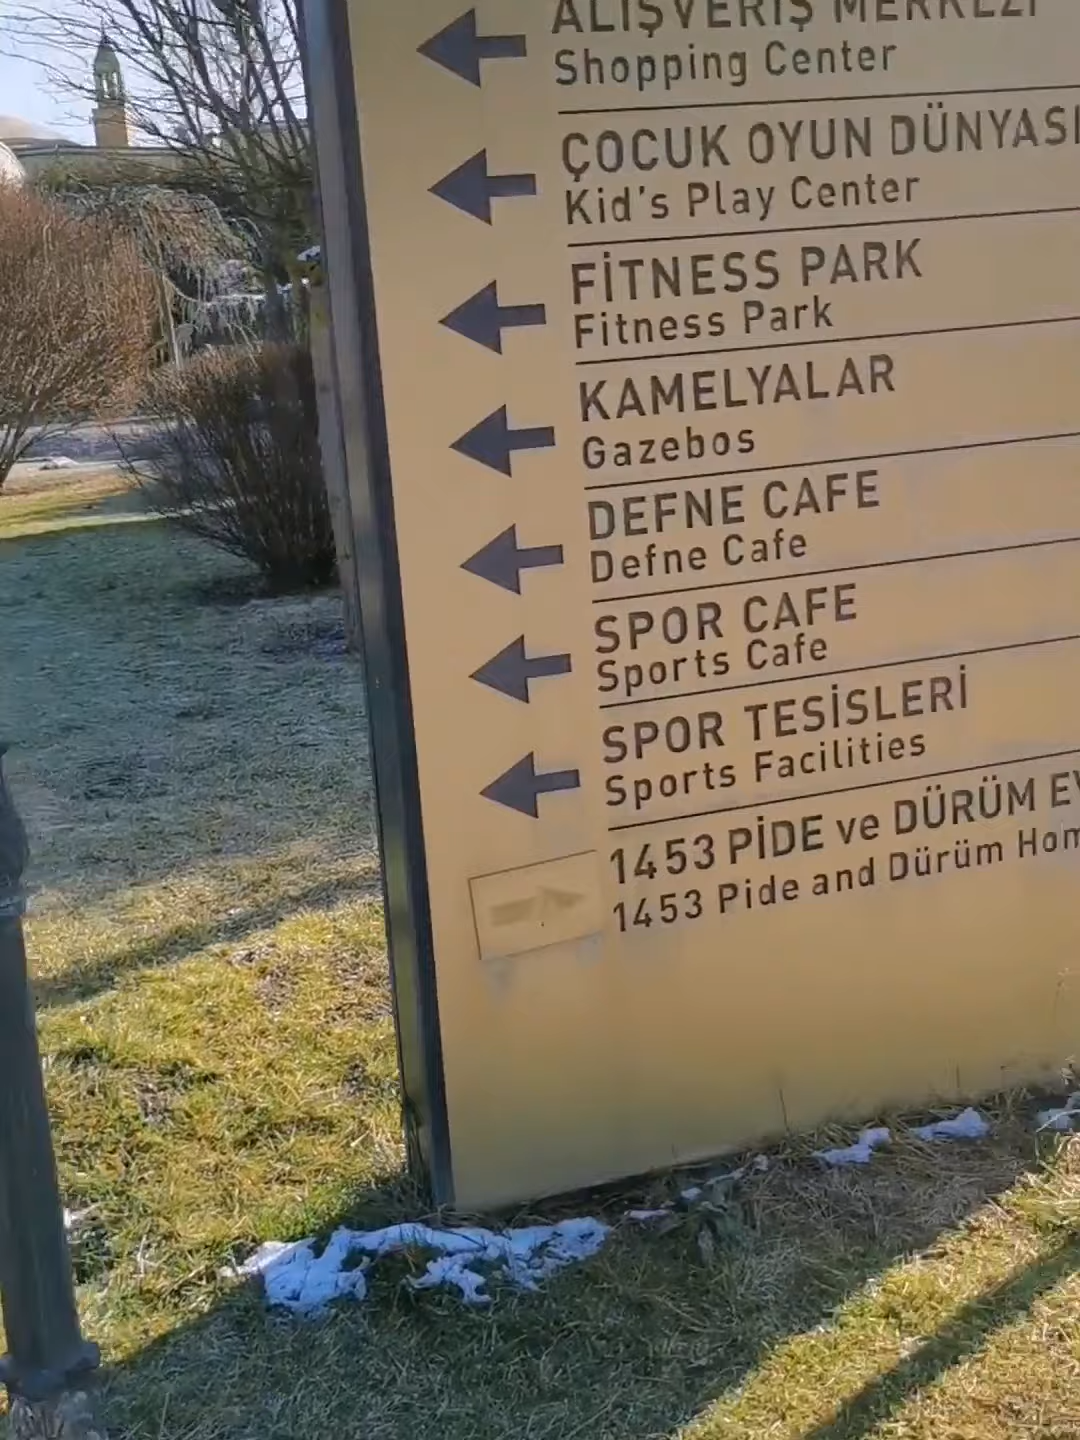 ALIŞVERİŞ MERKEZİ
Shopping Center
ÇOCUK OYUN DÜNYASI
Kid's Play Center
FİTNESS PARK
Fitness Park
KAMELYALAR
Gazebos
DEFNE CAFE
Defne Cafe
SPOR CAFE
Sports Cafe
SPOR TESİSLERİ
Sports Facilities
1453 PİDE ve DÜRÜM
1453 Pide and Dürüm